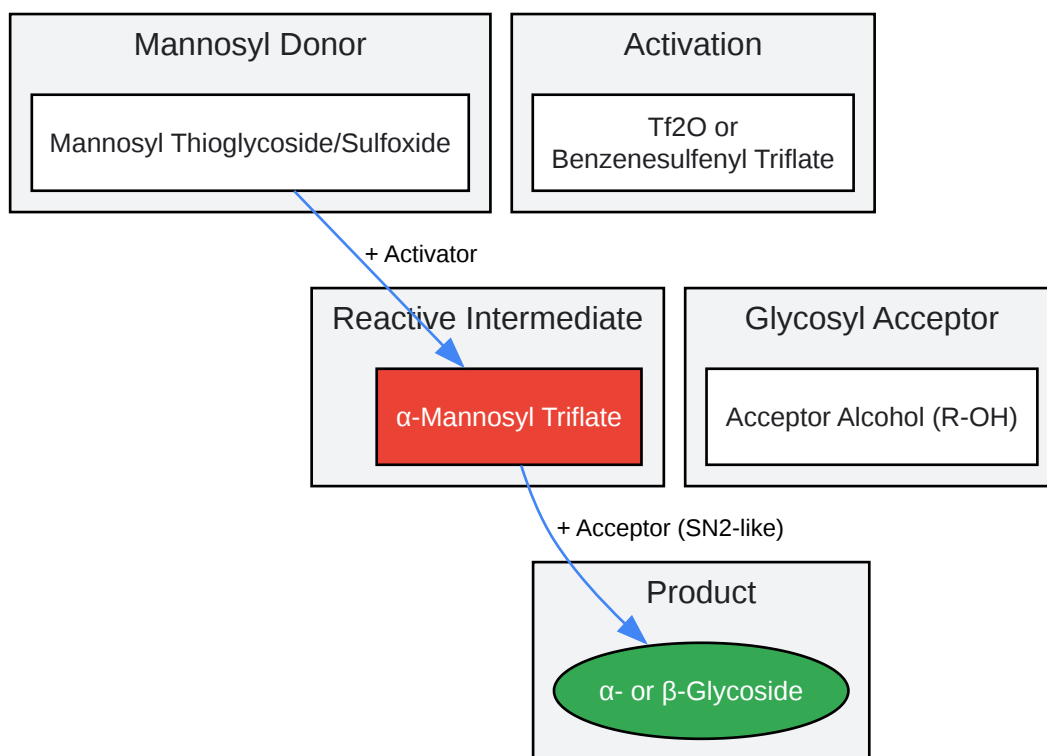 Mannosyl Donor
Mannosyl Thioglycoside/Sulfoxide
Activation
Tf2O or
Benzenesulfenyl Triflate
+ Activator
Reactive Intermediate
α-Mannosyl Triflate
Glycosyl Acceptor
Acceptor Alcohol (R-OH)
+ Acceptor (SN2-like)
Product
α- or β-Glycoside